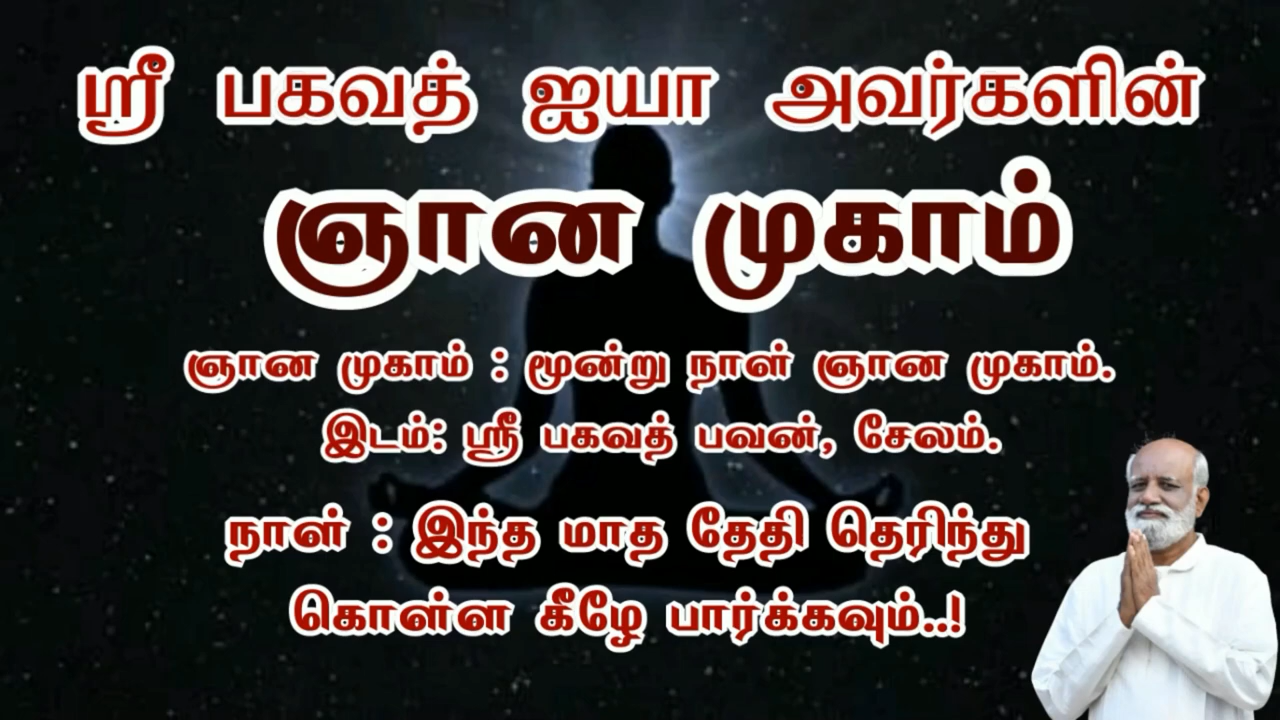 ஸ்ரீ பகவத் ஐயா அவர்களின்
ஞான முகாம்
ஞான முகாம் : மூன்று நாள் ஞான முகாம்.
இடம்: ஸ்ரீ பகவத் பவன், சேலம்.
நாள் : இந்த மாத தேதி தெரிந்து
கொள்ள கீழே பார்க்கவும்..!